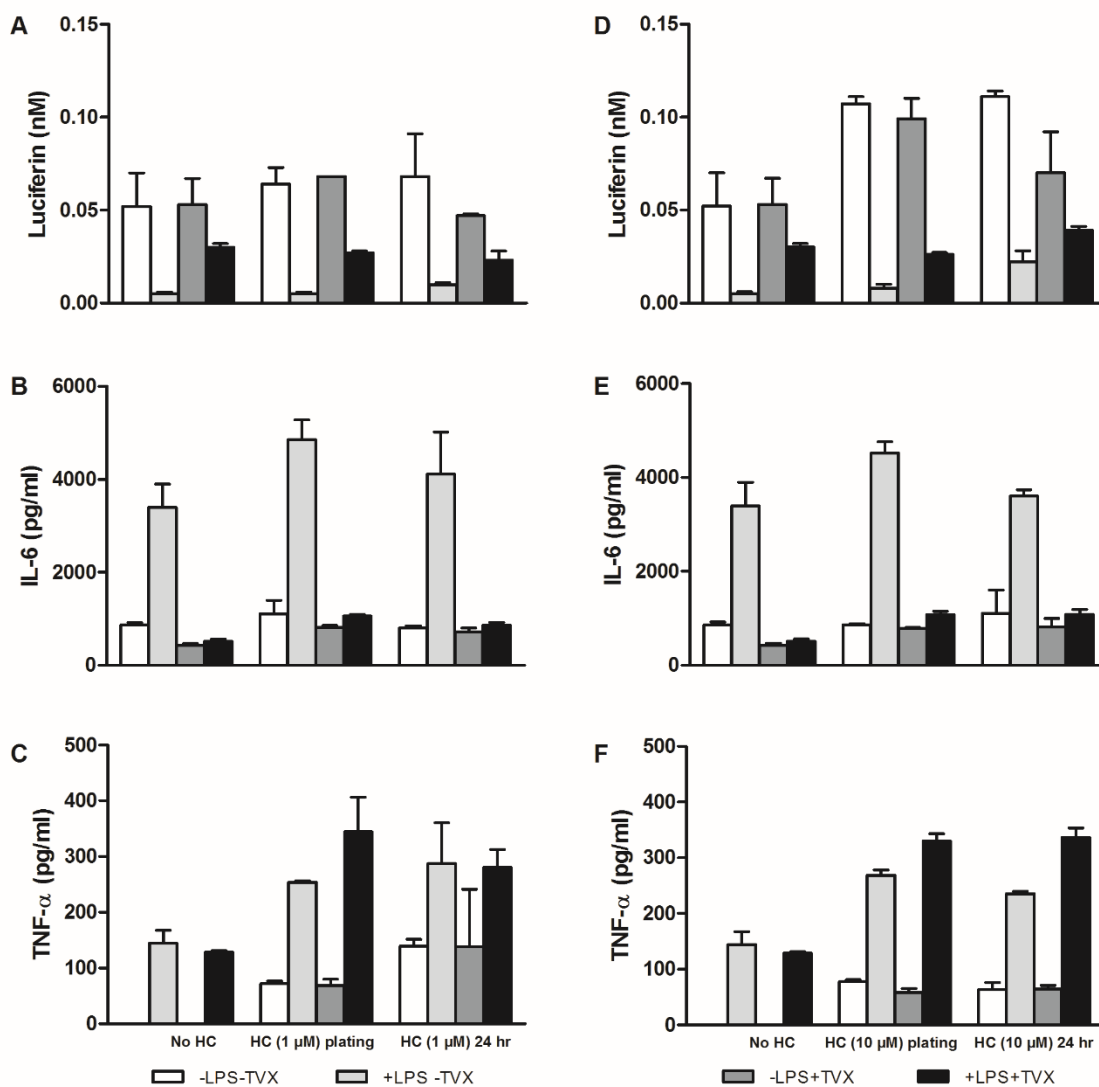 A
Luciferin (nM)
0.15
0.10
0.05
0.00
B
IL-6 (pg/ml)
6000
4000
2000
0
C
TNF-α (pg/ml)
500
400
300
200
100
0
No HC
HC (1 µM) plating
HC (1 µM) 24 hr
D
Luciferin (nM)
0.15
0.10
0.05
0.00
E
IL-6 (pg/ml)
6000
4000
2000
0
F
TNF-α (pg/ml)
500
400
300
200
100
0
No HC
HC (10 µM) plating
HC (10 µM) 24 hr
-LPS-TVX
+LPS -TVX
-LPS+TVX
+LPS+TVX